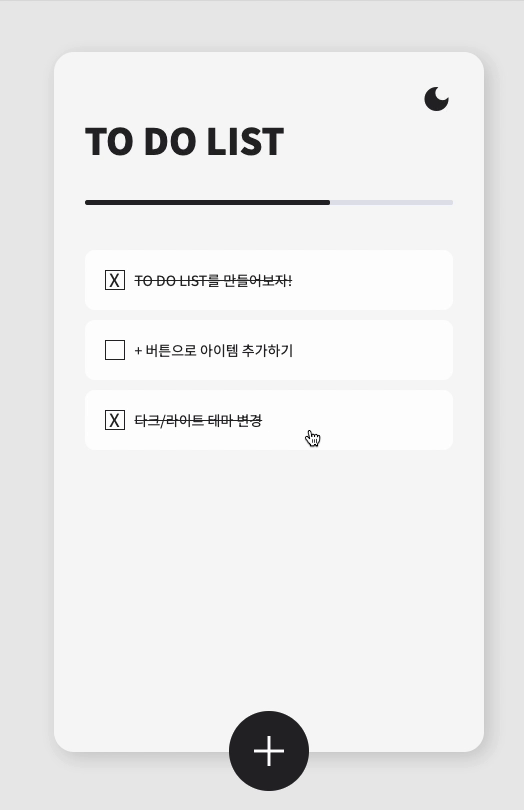 TO DO LIST
X TO DO LIST를 만들어보자!
+ 버튼으로 아이템 추가하기
X 다크/라이트 테마 변경
+